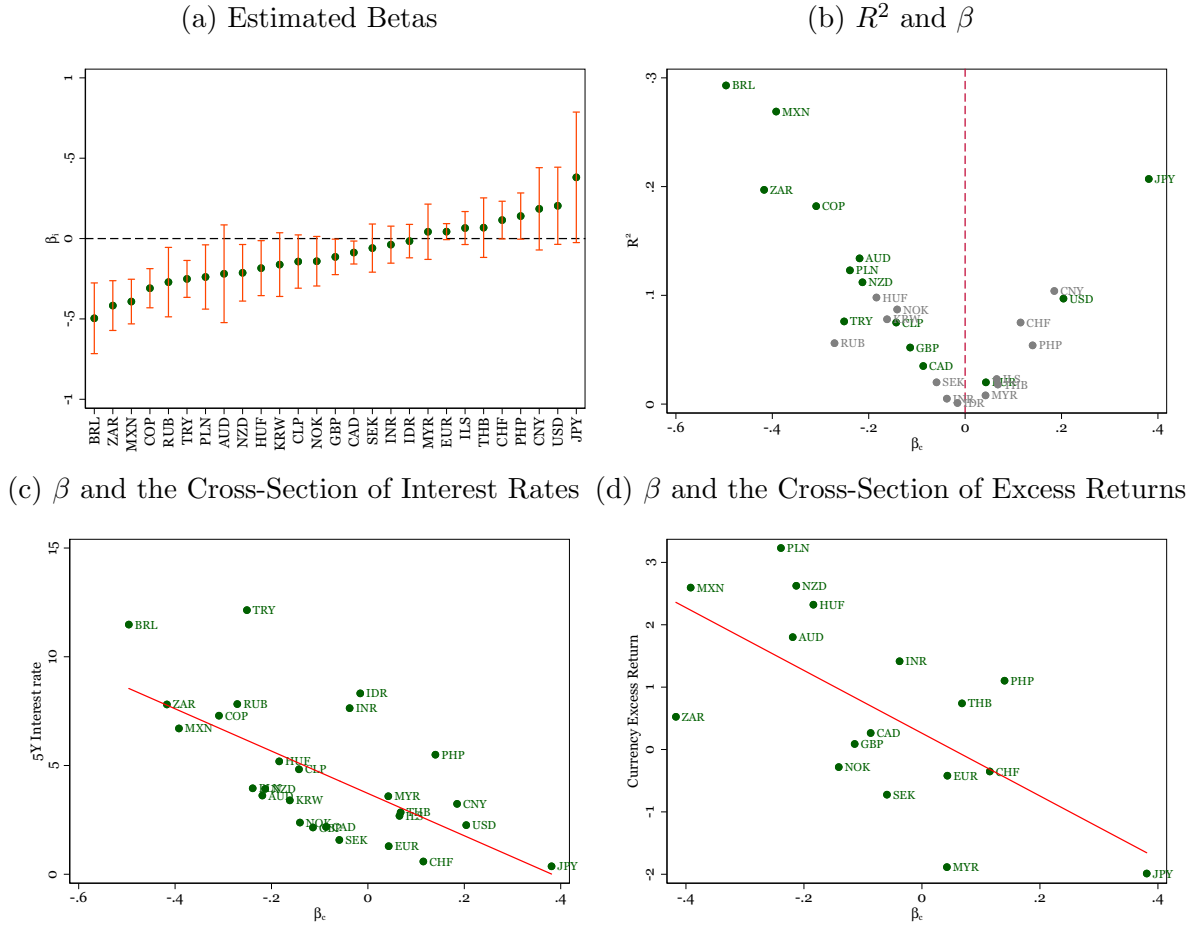 (a) Estimated Betas
1
.5
0
-.5
-1
βᵢ
BRL
ZAR
MXN
COP
RUB
TRY
PLN
AUD
NZD
HUF
KRW
CLP
NOK
GBP
CAD
SEK
INR
IDR
MYR
EUR
ILS
THB
CHF
PHP
CNY
USD
JPY
(b) R² and β
.3
.2
.1
0
R²
BRL
MXN
JPY
ZAR
COP
AUD
PLN
NZD
CNY
HUF
USD
NOK
KRW
TRY
CLP
CHF
RUB
PHP
GBP
CAD
ILS
SEK
EUR
THB
MYR
INR
IDR
-.6
-.4
-.2
0
.2
.4
β꜀
(c) β and the Cross-Section of Interest Rates
15
10
5
0
5Y Interest rate
TRY
BRL
IDR
ZAR
RUB
INR
COP
MXN
PHP
HUF
CLP
PLN
NZD
AUD
MYR
KRW
CNY
THB
ILS
NOK
USD
GBP
CAD
SEK
EUR
CHF
JPY
-.6
-.4
-.2
0
.2
.4
β꜀
(d) β and the Cross-Section of Excess Returns
3
2
1
0
-1
-2
Currency Excess Return
PLN
NZD
MXN
HUF
AUD
INR
PHP
THB
ZAR
CAD
GBP
NOK
CHF
EUR
SEK
MYR
JPY
-.4
-.2
0
.2
.4
β꜀